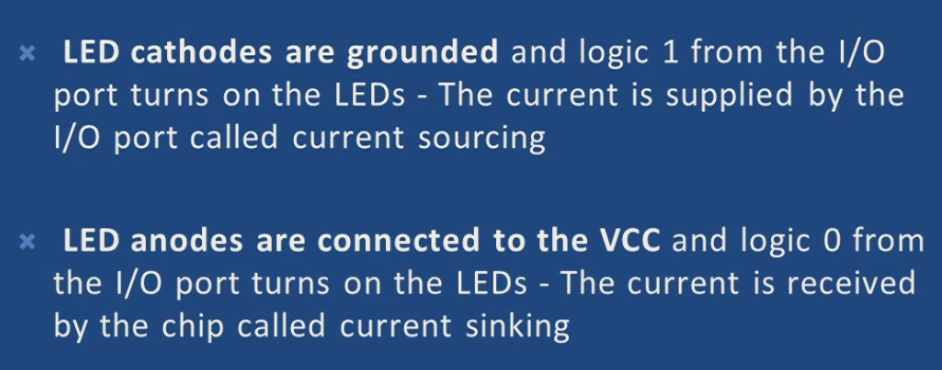 LED cathodes are grounded and logic 1 from the I/O
port turns on the LEDs - The current is supplied by the
I/O port called current sourcing
LED anodes are connected to the VCC and logic 0 from
the I/O port turns on the LEDs - The current is received
by the chip called current sinking